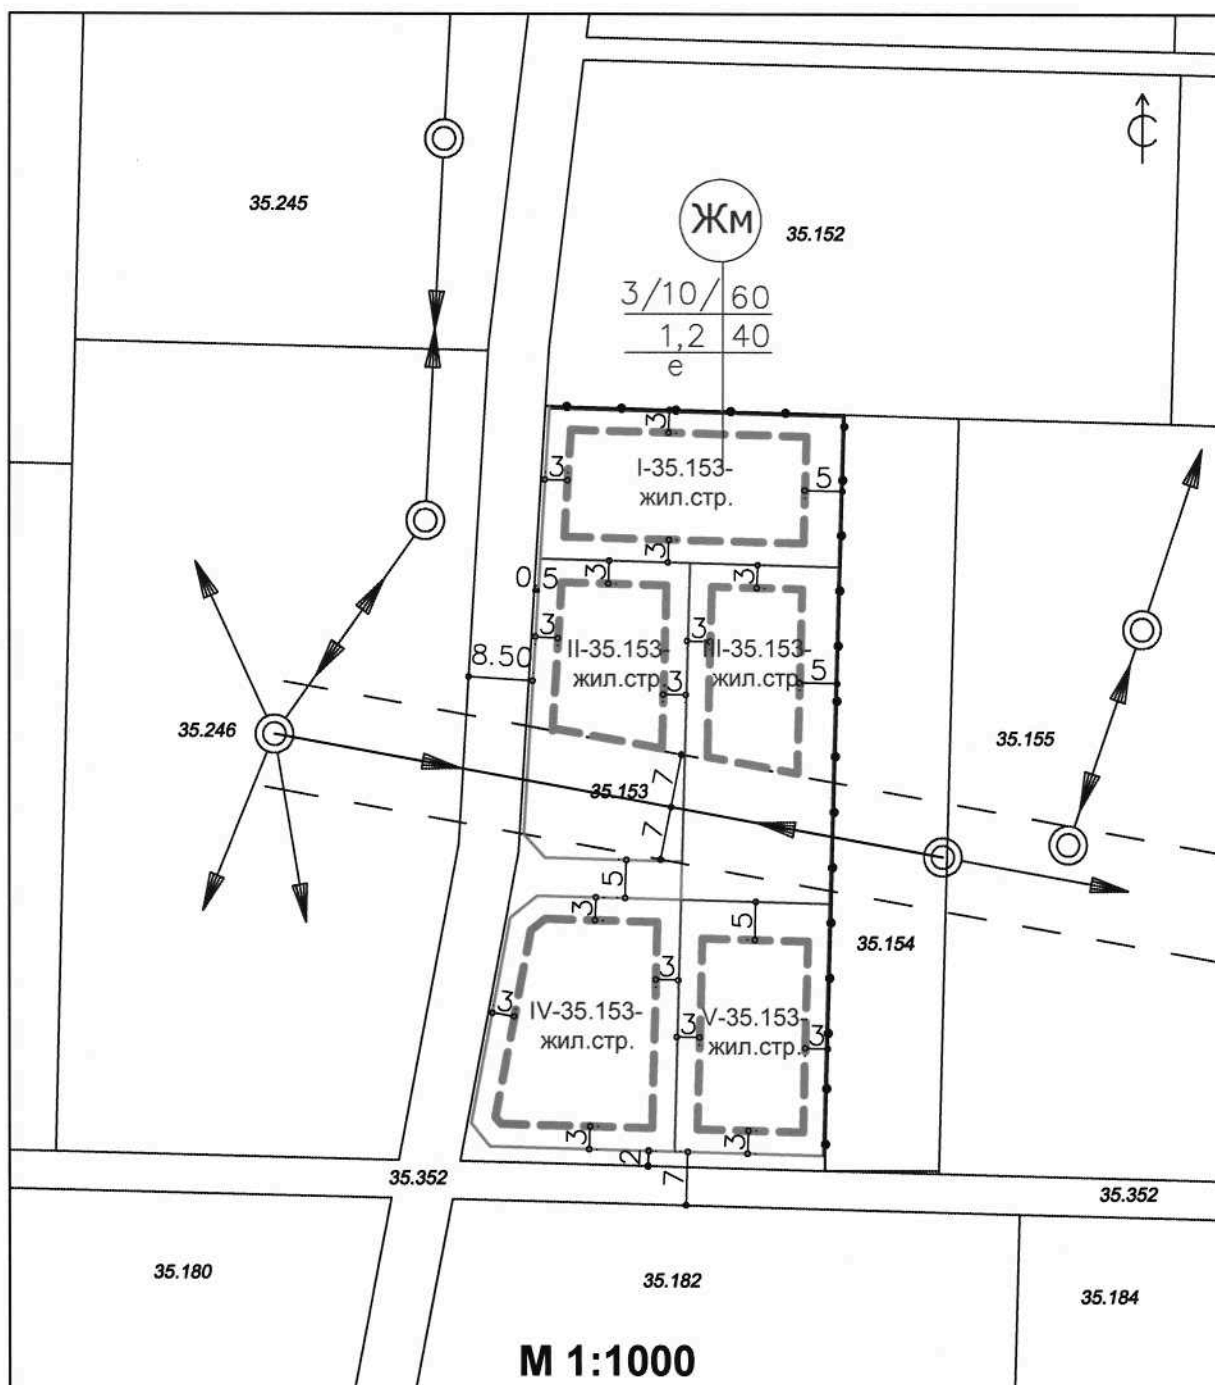 С
35.245
Жм
35.152
3/10/60
1,2 40
е
3
I-35.153-
жил.стр.
3
5
3
3
3
0.5
3
3
II-35.153-
жил.стр.
III-35.153-
жил.стр.
8.50
3
5
35.246
35.155
7
35.153
7
5
3
5
35.154
3
3
IV-35.153-
жил.стр.
3
V-35.153-
жил.стр.
3
3
3
2
7
35.352
35.352
35.180
35.182
35.184
М 1:1000